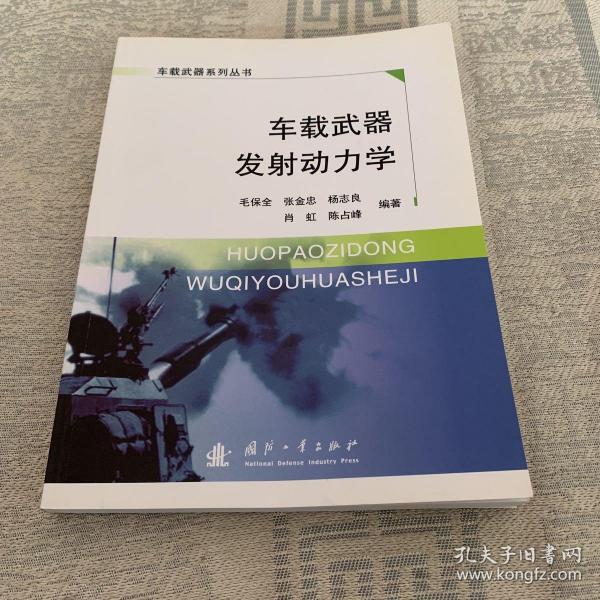 车载武器系列丛书
车载武器
发射动力学
毛保全 张金忠 杨志良
肖 虹 陈占峰 编著
HUOPAOZIDONG
WUQIYOUHUASHEJI
国防工业出版社
National Defense Industry Press
孔夫子旧书网
www.kongfz.com